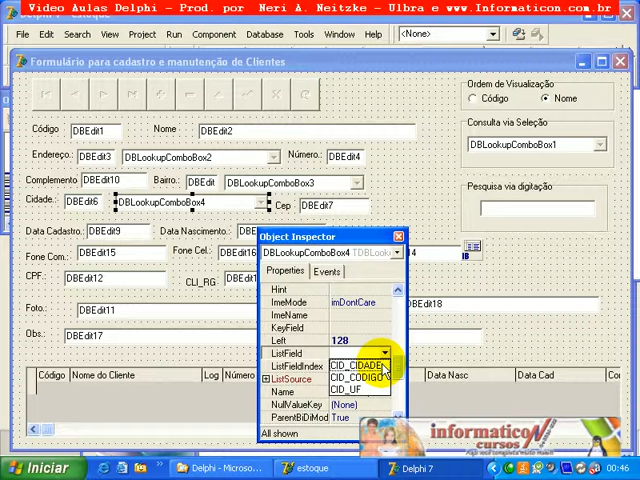 Video Aulas Delphi - Prod. por Neri A. Neitzke - Ulbra e www.Informaticon.com.br
File Edit Search View Project Run Component Database Tools Window Help <None>
Formulário para cadastro e manutenção de Clientes
Ordem de Visualização
Código Nome
Código DBEdit1 Nome DBEdit2
Consulta via Seleção
DBLookupComboBox1
Endereço: DBEdit3 DBLookupComboBox2 Número: DBEdit4
Complemento DBEdit10 Bairro: DBEdit DBLookupComboBox3
Pesquisa via digitação
Cidade: DBEdit6 DBLookupComboBox4 Cep DBEdit7
Data Cadastro: DBEdit9 Data Nascimento:
Fone Com.: DBEdit15 Fone Cel.: 14
CPF: DBEdit12 CLI_RG 18
Foto.: DBEdit11
Obs.: DBEdit17
Object Inspector
DBLookupComboBox4
Properties Events
Hint
ImeMode imDontCare
ImeName
KeyField
Left 128
ListField
ListFieldIndex CID_CIDADE
ListSource CID_CODIGO
Name CID_UF
NullValueKey (None)
ParentBiDiMod True
All shown
Código Nome do Cliente Log Número Data Nasc Data Cad
informaticon
cursos
Iniciar Delphi - Microso... estoque Delphi 7 00:46